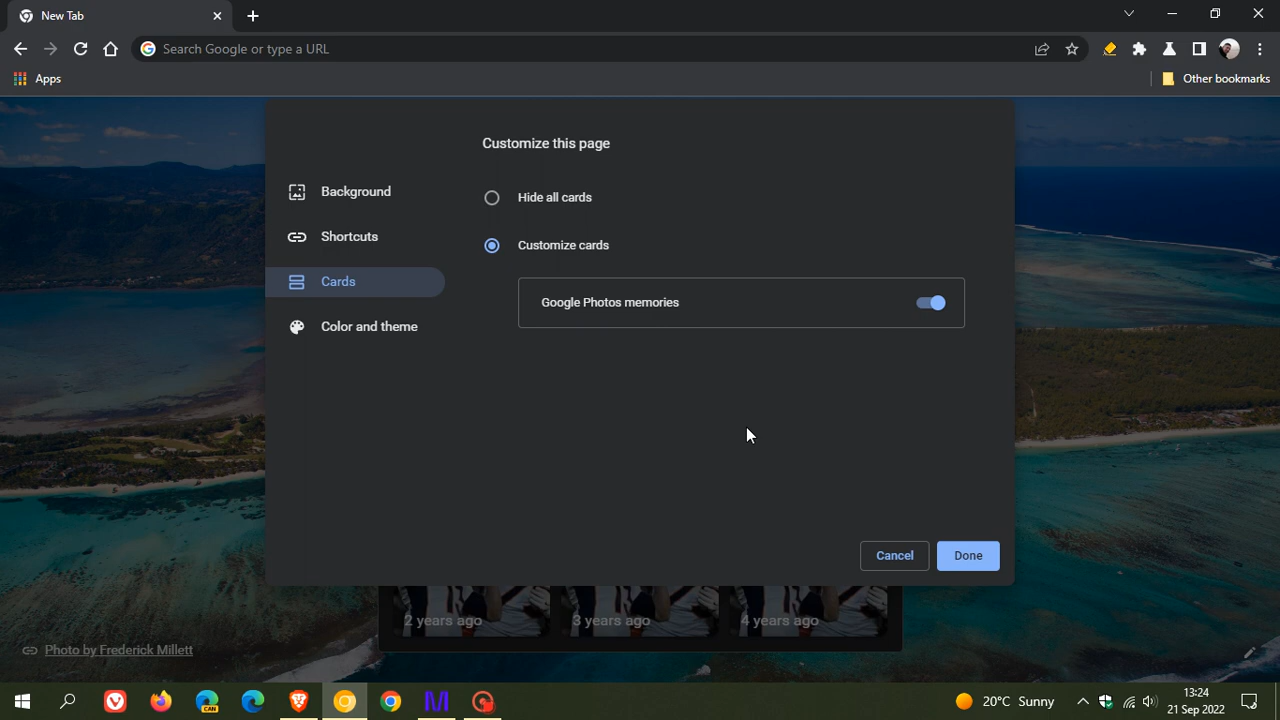 New Tab
Search Google or type a URL
Apps
Other bookmarks
Customize this page
Background
Hide all cards
Shortcuts
Customize cards
Cards
Google Photos memories
Color and theme
Cancel
Done
2 years ago
3 years ago
4 years ago
Photo by Frederick Millett
CAN
20°C Sunny
13:24
21 Sep 2022